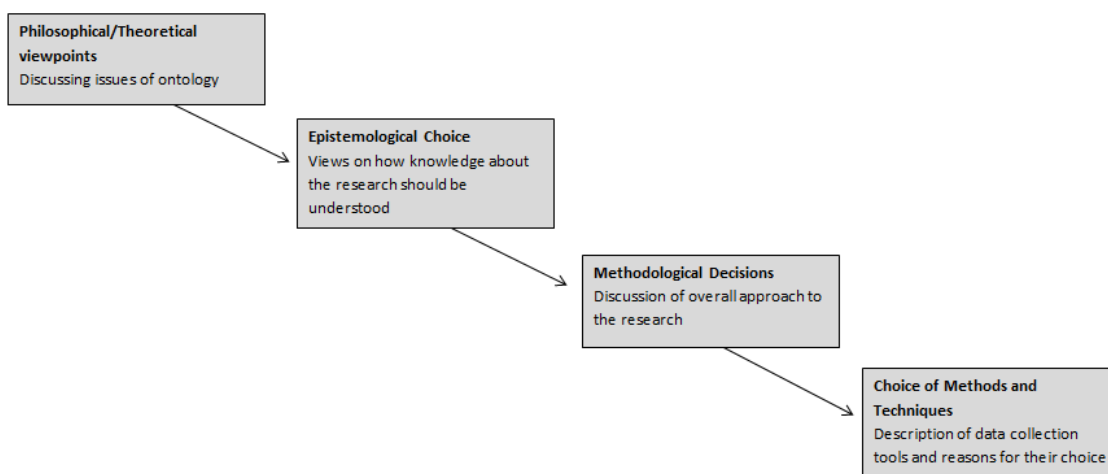 Philosophical/Theoretical
viewpoints
Discussing issues of ontology
Epistemological Choice
Views on how knowledge about
the research should be
understood
Methodological Decisions
Discussion of overall approach to
the research
Choice of Methods and
Techniques
Description of data collection
tools and reasons for their choice